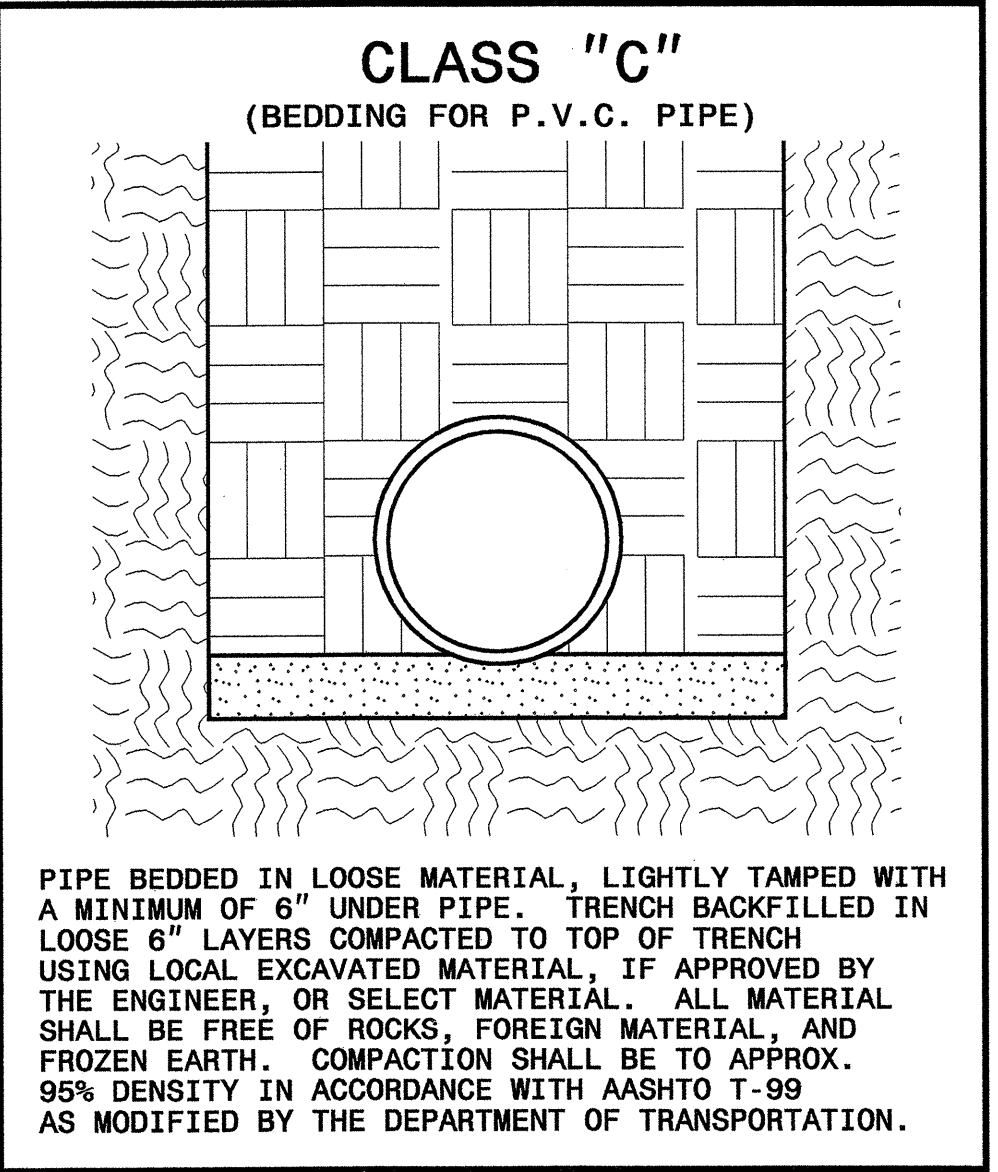 CLASS "C"
(BEDDING FOR P.V.C. PIPE)
PIPE BEDDED IN LOOSE MATERIAL, LIGHTLY TAMPED WITH
A MINIMUM OF 6" UNDER PIPE. TRENCH BACKFILLED IN
LOOSE 6" LAYERS COMPACTED TO TOP OF TRENCH
USING LOCAL EXCAVATED MATERIAL, IF APPROVED BY
THE ENGINEER, OR SELECT MATERIAL. ALL MATERIAL
SHALL BE FREE OF ROCKS, FOREIGN MATERIAL, AND
FROZEN EARTH. COMPACTION SHALL BE TO APPROX.
95% DENSITY IN ACCORDANCE WITH AASHTO T-99
AS MODIFIED BY THE DEPARTMENT OF TRANSPORTATION.